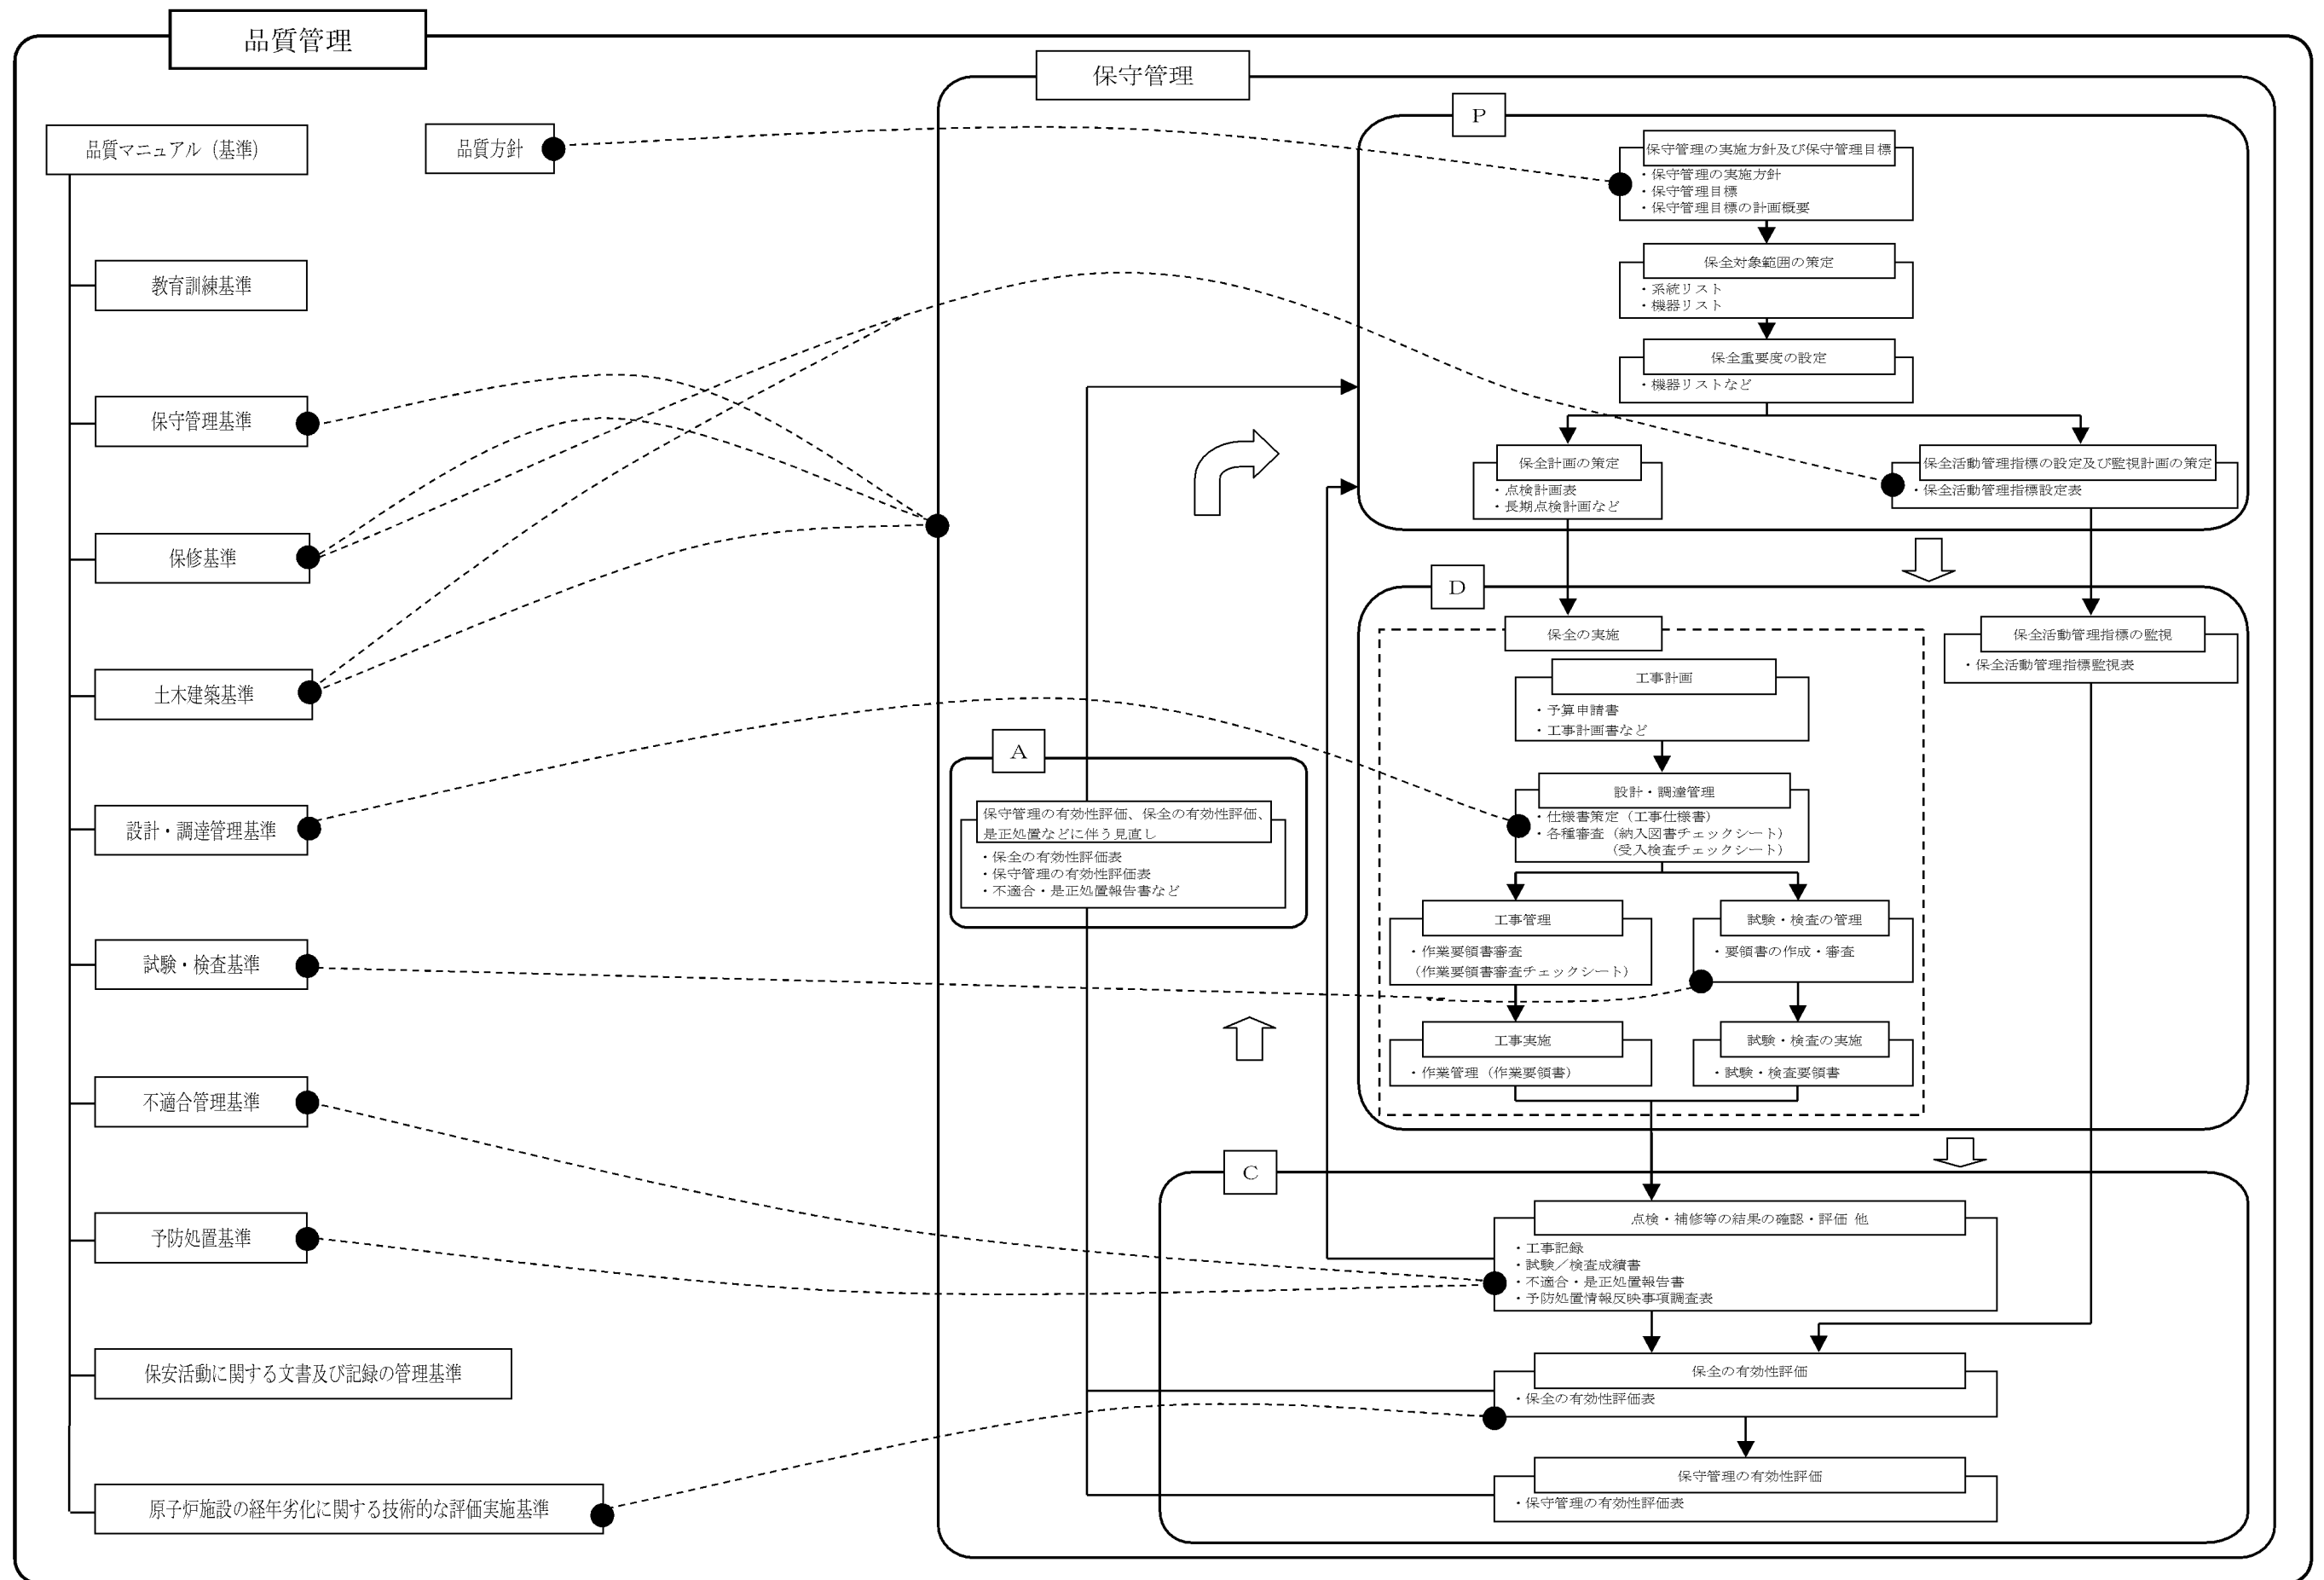 品質管理
品質マニュアル（基準）
品質方針
教育訓練基準
保守管理基準
保修基準
土木建築基準
設計・調達管理基準
試験・検査基準
不適合管理基準
予防処置基準
保安活動に関する文書及び記録の管理基準
原子炉施設の経年劣化に関する技術的な評価実施基準
保守管理
P
保守管理の実施方針及び保守管理目標
・保守管理の実施方針
・保守管理目標
・保守管理目標の計画概要
保全対象範囲の策定
・系統リスト
・機器リスト
保全重要度の設定
・機器リストなど
保全計画の策定
・点検計画表
・長期点検計画など
保全活動管理指標の設定及び監視計画の策定
・保全活動管理指標設定表
D
保全の実施
工事計画
・予算申請書
・工事計画書など
設計・調達管理
・仕様書策定（工事仕様書）
・各種審査（納入図書チェックシート）
（受入検査チェックシート）
工事管理
・作業要領書審査
（作業要領書審査チェックシート）
試験・検査の管理
・要領書の作成・審査
工事実施
・作業管理（作業要領書）
試験・検査の実施
・試験・検査要領書
保全活動管理指標の監視
・保全活動管理指標監視表
C
点検・補修等の結果の確認・評価 他
・工事記録
・試験／検査成績書
・不適合・是正処置報告書
・予防処置情報反映事項調査表
保全の有効性評価
・保全の有効性評価表
保守管理の有効性評価
・保守管理の有効性評価表
A
保守管理の有効性評価、保全の有効性評価、
是正処置などに伴う見直し
・保全の有効性評価表
・保守管理の有効性評価表
・不適合・是正処置報告書など